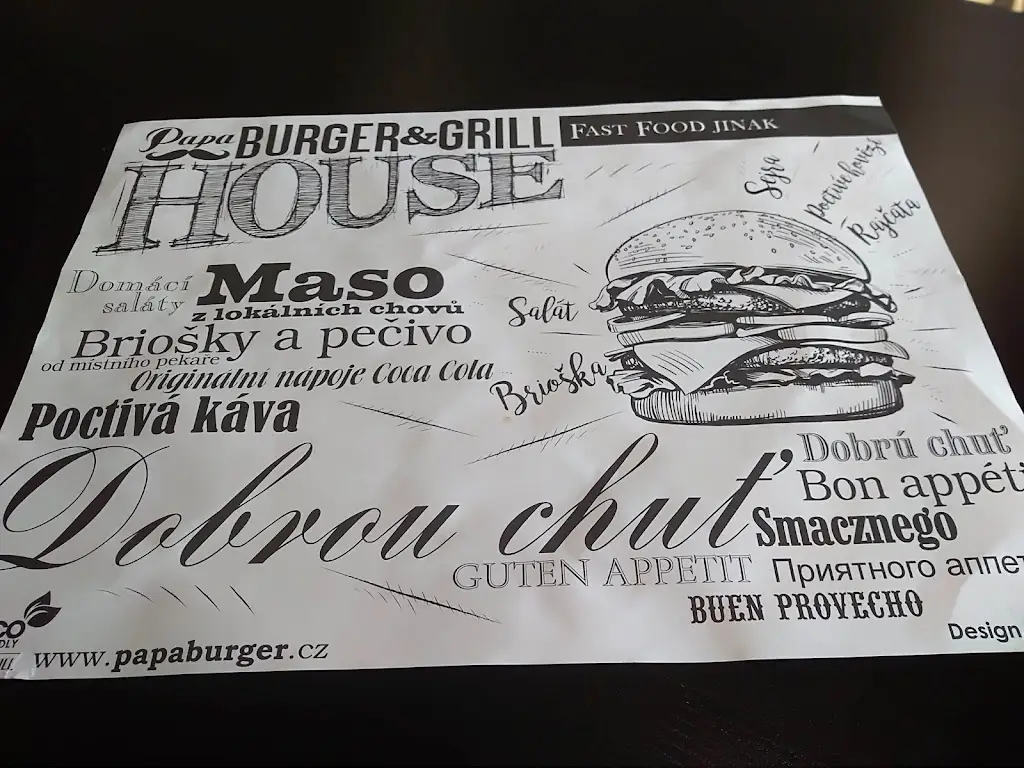 Papa BURGER&GRILL
HOUSE
FAST FOOD JINAK
Sýra
Poctivé hovězí
Rajčata
Salát
Brioška
Domácí
saláty
Maso
z lokálních chovů
Briošky a pečivo
od místního pekaře
Originální nápoje Coca Cola
Poctivá káva
Dobrou chuť
Dobrú chuť
Bon appéti
Smacznego
GUTEN APPETIT
Приятного аппет
BUEN PROVECHO
CO
DLY
www.papaburger.cz
Design